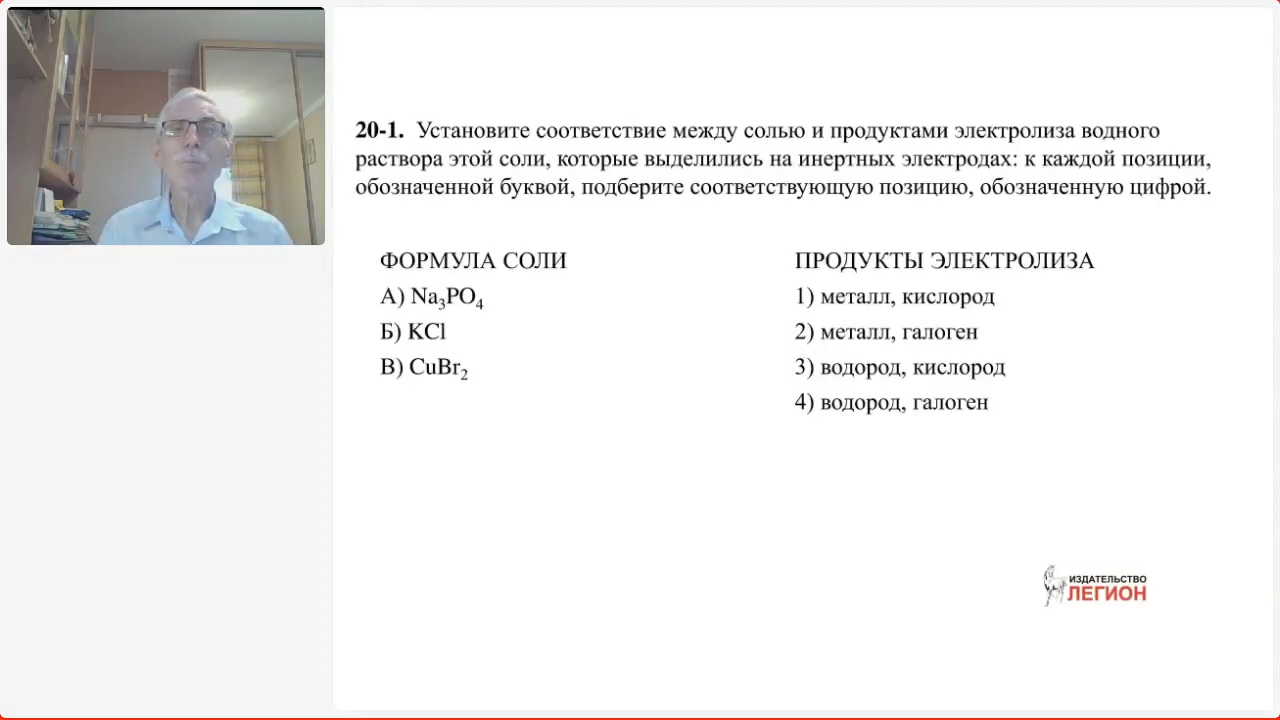 20-1. Установите соответствие между солью и продуктами электролиза водного
раствора этой соли, которые выделились на инертных электродах: к каждой позиции,
обозначенной буквой, подберите соответствующую позицию, обозначенную цифрой.
ФОРМУЛА СОЛИ
А) Na₃PO₄
Б) KCl
В) CuBr₂
ПРОДУКТЫ ЭЛЕКТРОЛИЗА
1) металл, кислород
2) металл, галоген
3) водород, кислород
4) водород, галоген
ИЗДАТЕЛЬСТВО
ЛЕГИОН